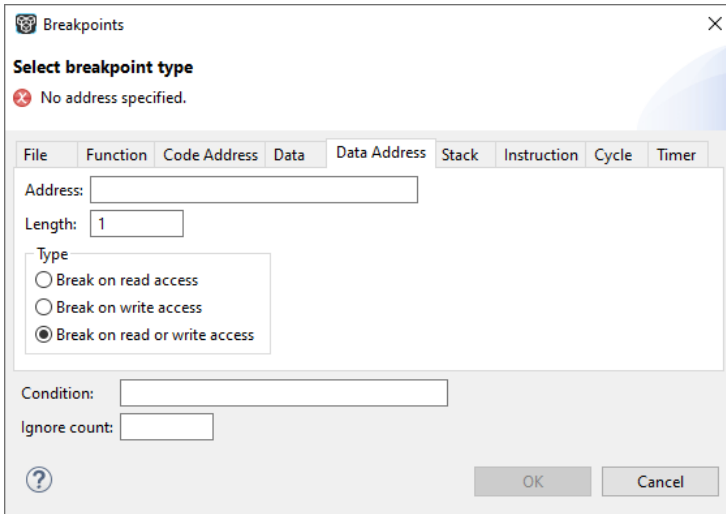 Breakpoints
Select breakpoint type
No address specified.
File Function Code Address Data Data Address Stack Instruction Cycle Timer
Address:
Length: 1
Type
Break on read access
Break on write access
Break on read or write access
Condition:
Ignore count:
? OK Cancel